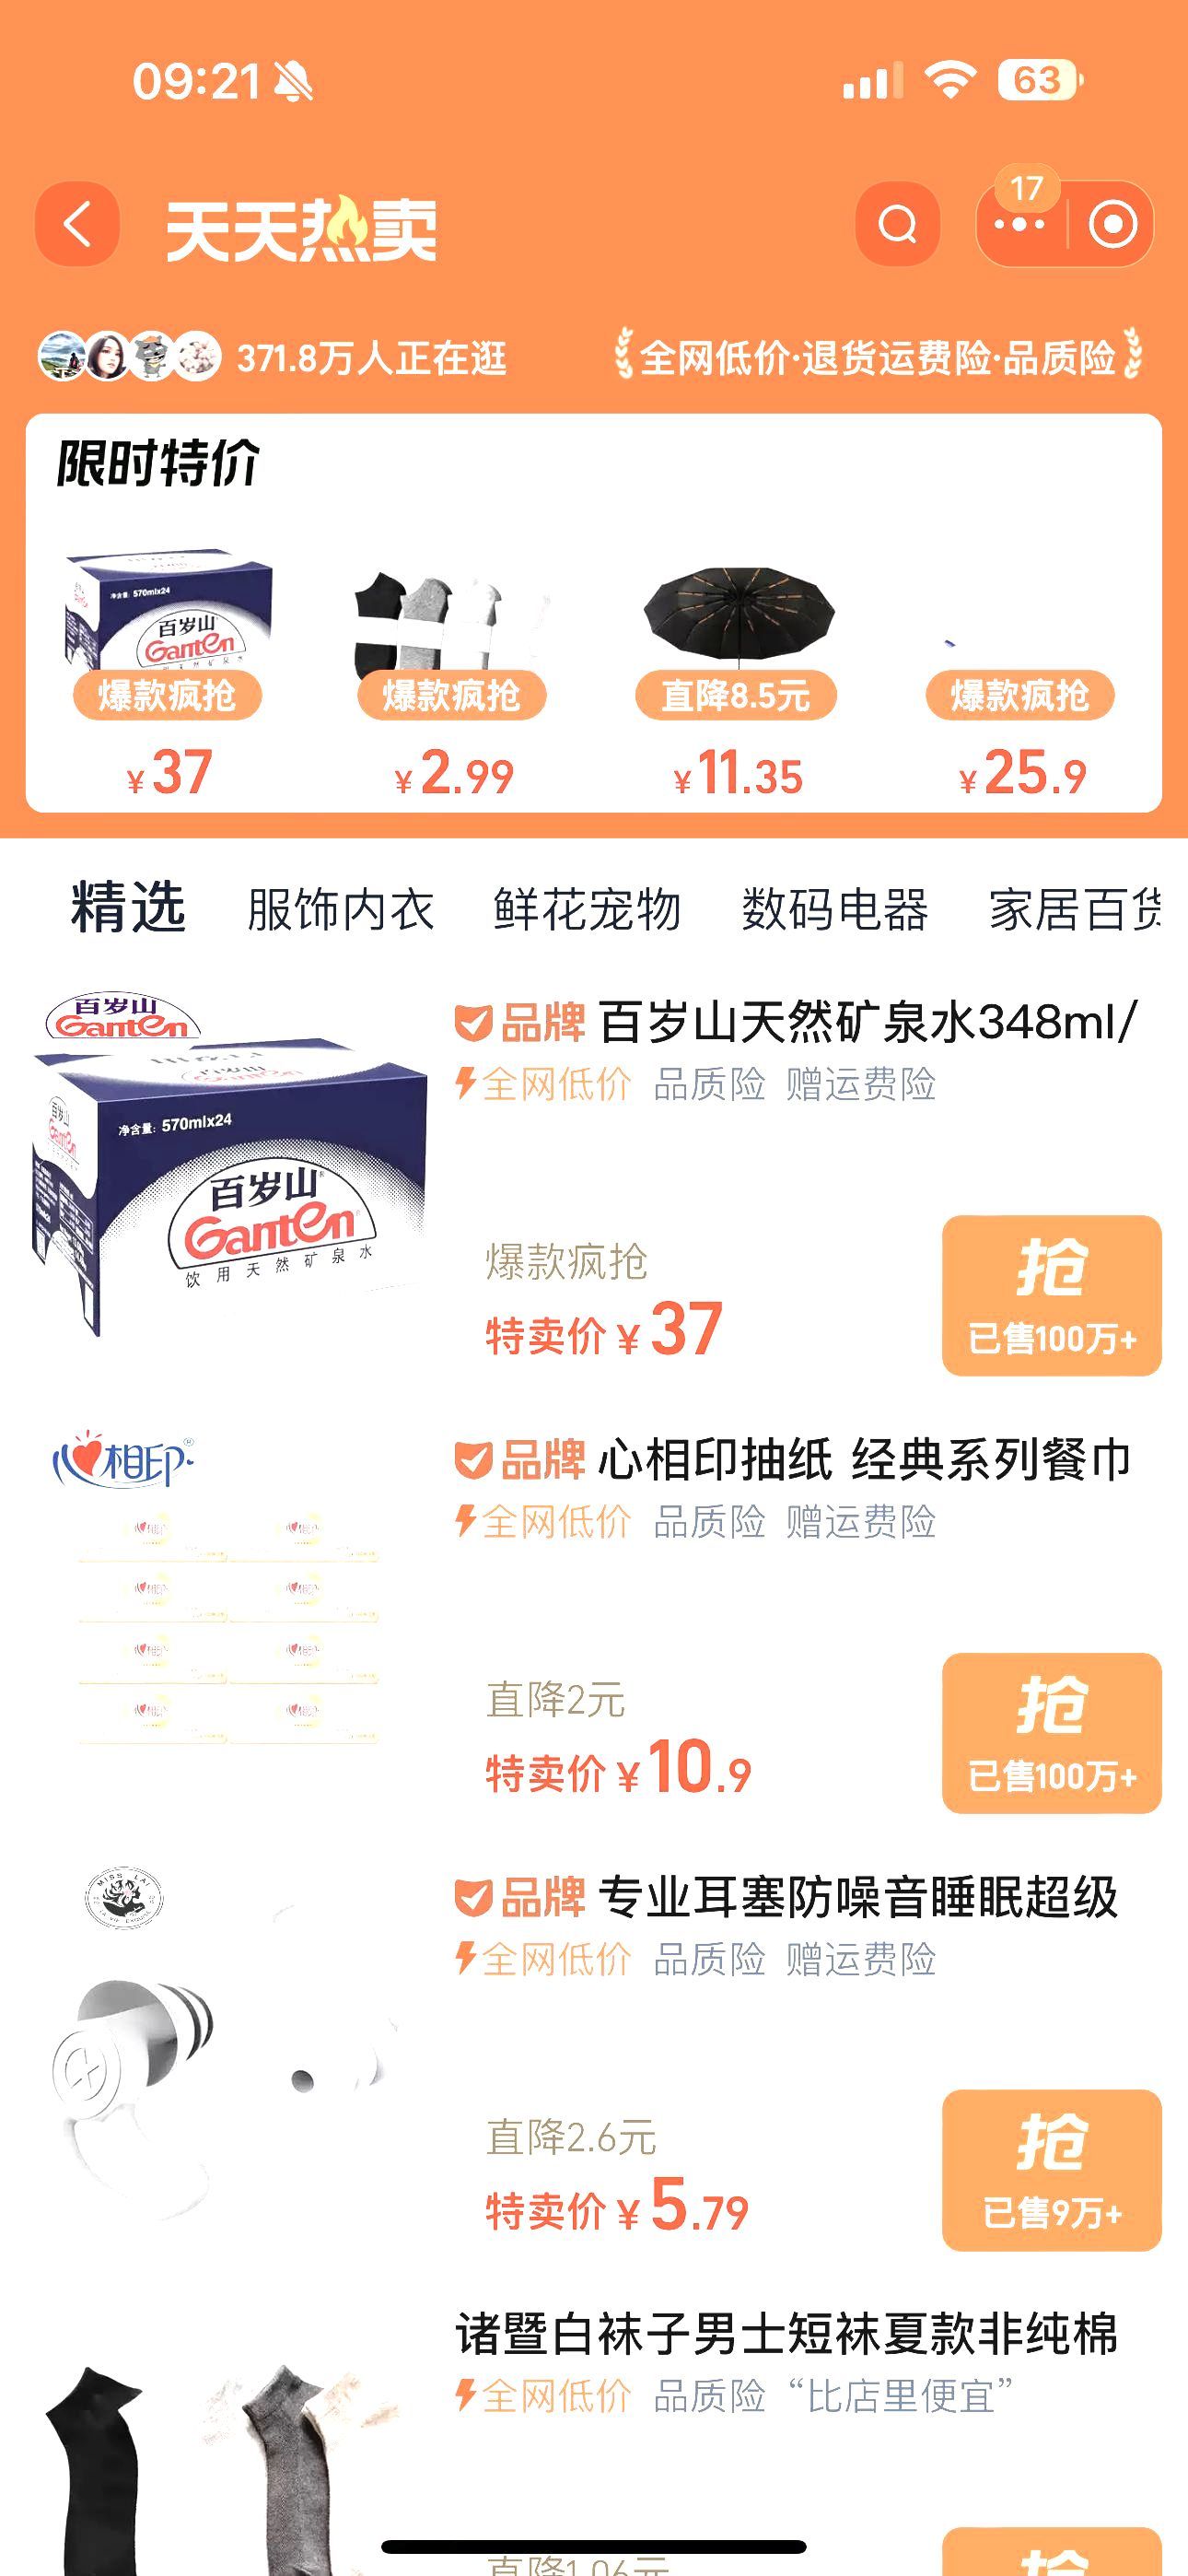 09:21
63
天天热卖
17
371.8万人正在逛
全网低价·退货运费险·品质险
限时特价
净含量: 570mlx24
百岁山
Ganten
爆款疯抢
爆款疯抢
直降8.5元
爆款疯抢
¥37
¥2.99
¥11.35
¥25.9
精选 服饰内衣 鲜花宠物 数码电器 家居百货
百岁山
Ganten
净含量: 570mlx24
百岁山
Ganten
饮用天然矿泉水
品牌 百岁山天然矿泉水348ml/
全网低价 品质险 赠运费险
爆款疯抢
特卖价 ¥37
抢
已售100万+
心相印
品牌 心相印抽纸 经典系列餐巾
全网低价 品质险 赠运费险
直降2元
特卖价 ¥10.9
抢
已售100万+
MISS LAI
品牌 专业耳塞防噪音睡眠超级
全网低价 品质险 赠运费险
直降2.6元
特卖价 ¥5.79
抢
已售9万+
诸暨白袜子男士短袜夏款非纯棉
全网低价 品质险 “比店里便宜”
直降1.06元
抢